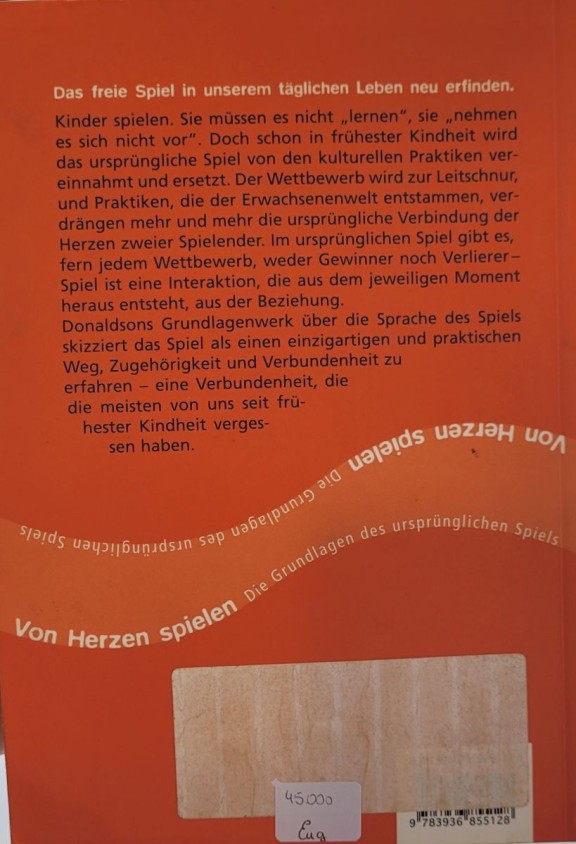 Das freie Spiel in unserem täglichen Leben neu erfinden.
Kinder spielen. Sie müssen es nicht „lernen“, sie „nehmen
es sich nicht vor“. Doch schon in frühester Kindheit wird
das ursprüngliche Spiel von den kulturellen Praktiken ver-
einnahmt und ersetzt. Der Wettbewerb wird zur Leitschnur,
und Praktiken, die der Erwachsenenwelt entstammen, ver-
drängen mehr und mehr die ursprüngliche Verbindung der
Herzen zweier Spielender. Im ursprünglichen Spiel gibt es,
fern jedem Wettbewerb, weder Gewinner noch Verlierer –
Spiel ist eine Interaktion, die aus dem jeweiligen Moment
heraus entsteht, aus der Beziehung.
Donaldsons Grundlagenwerk über die Sprache des Spiels
skizziert das Spiel als einen einzigartigen und praktischen
Weg, Zugehörigkeit und Verbundenheit zu
erfahren – eine Verbundenheit, die
die meisten von uns seit frü-
hester Kindheit verges-
sen haben.
Von Herzen spielen Die Grundlagen des ursprünglichen Spiels
Von Herzen spielen Die Grundlagen des ursprünglichen Spiels
45000
9 783936 855128